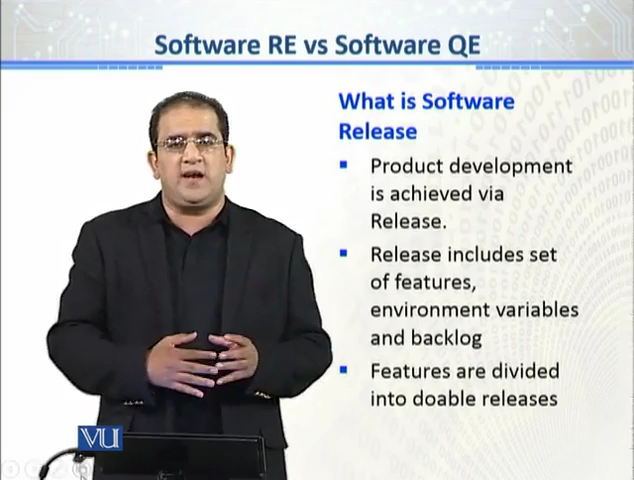 Software RE vs Software QE
What is Software
Release
Product development
is achieved via
Release.
Release includes set
of features,
environment variables
and backlog
Features are divided
into doable releases
VU